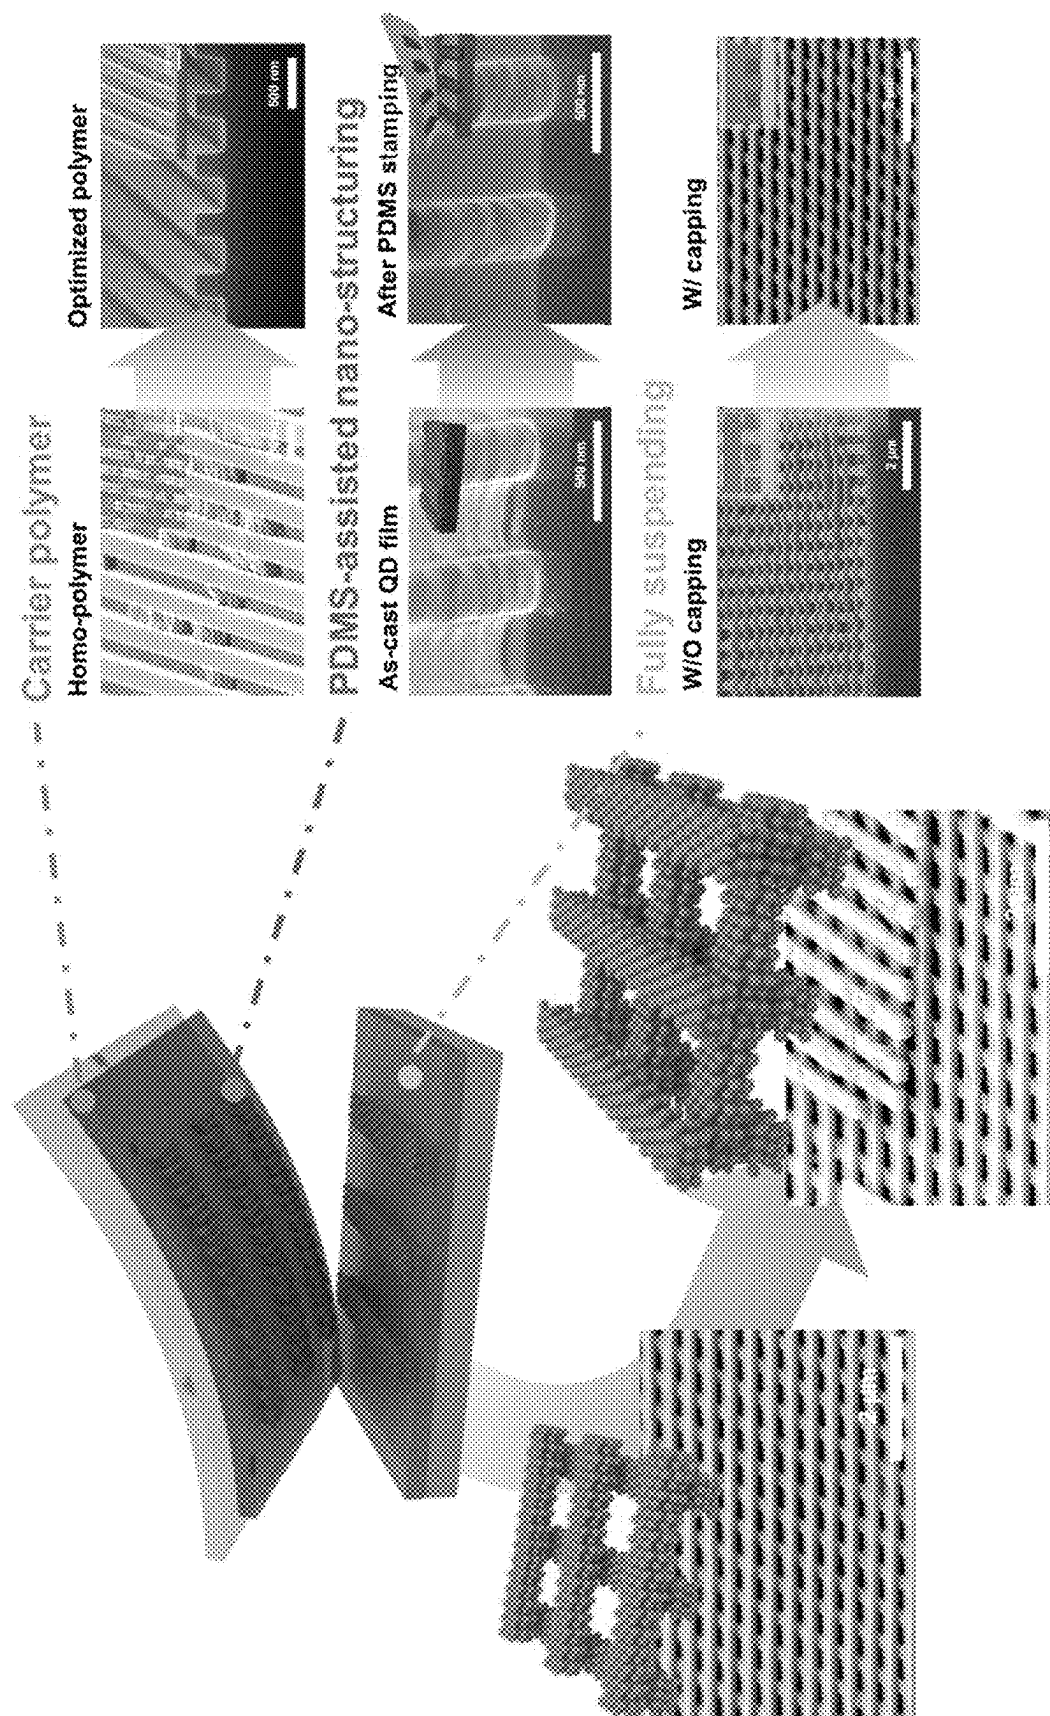 Carrier polymer
Homo-polymer
Optimized polymer
500 nm
PDMS-assisted nano-structuring
As-cast QD film
After PDMS stamping
500 nm
500 nm
Fully suspending
W/O capping
W/ capping
2 μm